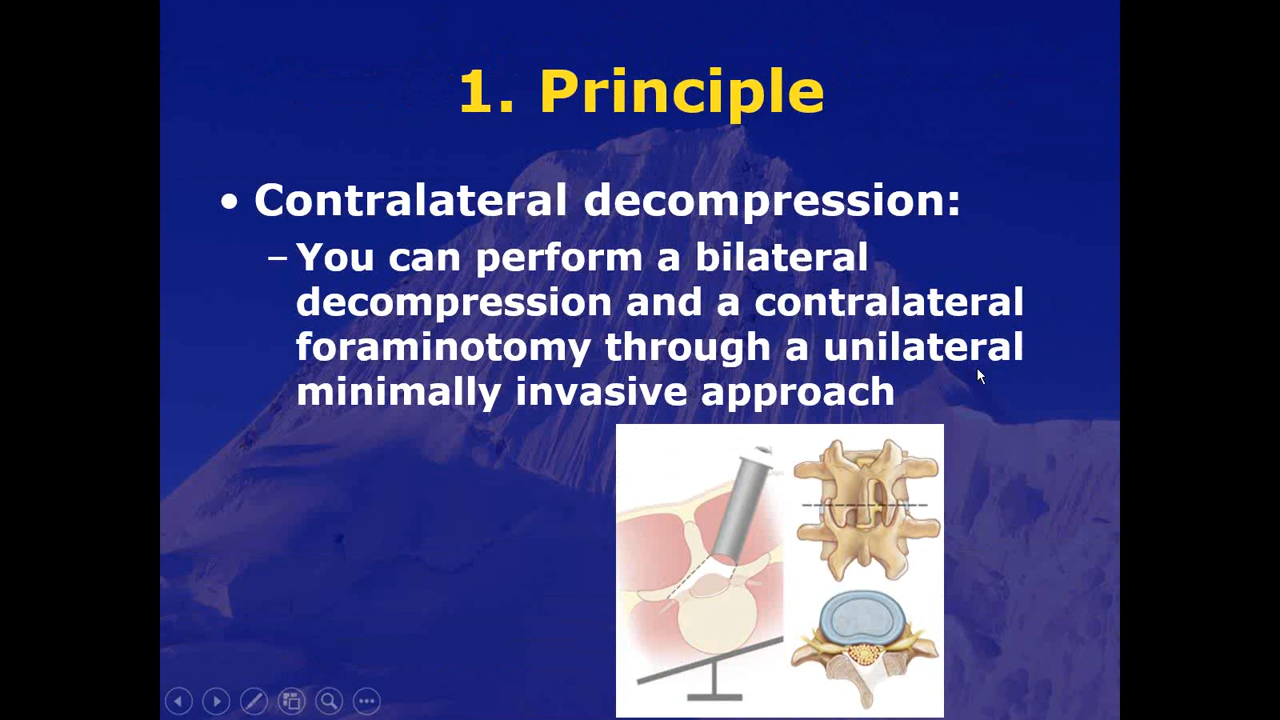 1. Principle
• Contralateral decompression:
– You can perform a bilateral
decompression and a contralateral
foraminotomy through a unilateral
minimally invasive approach